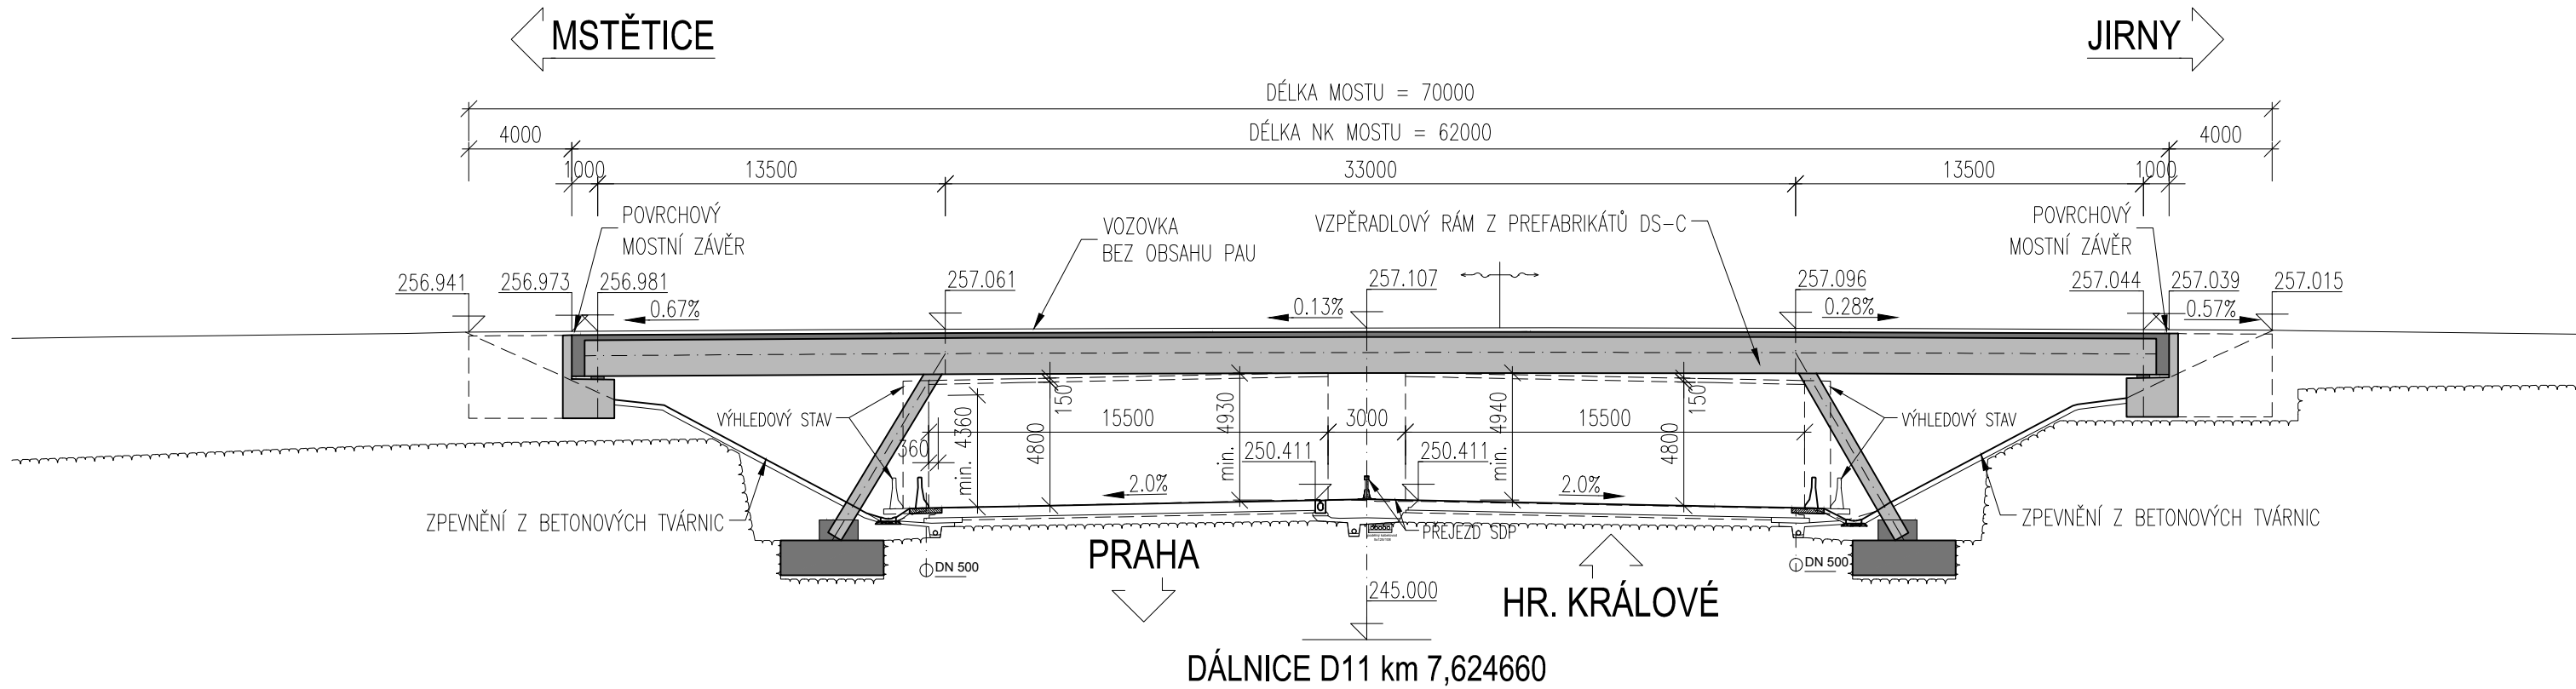 MSTĚTICE
JIRNY
DÉLKA MOSTU = 70000
4000
DÉLKA NK MOSTU = 62000
4000
1000
13500
33000
13500
1000
POVRCHOVÝ
MOSTNÍ ZÁVĚR
VOZOVKA
BEZ OBSAHU PAU
VZPĚRADLOVÝ RÁM Z PREFABRIKÁTŮ DS-C
POVRCHOVÝ
MOSTNÍ ZÁVĚR
256.941
256.973
256.981
257.061
257.107
257.096
257.044
257.039
257.015
0.67%
0.13%
0.28%
0.57%
VÝHLEDOVÝ STAV
360
min. 4360
4800
150
15500
min. 4930
3000
min. 4940
15500
4800
150
VÝHLEDOVÝ STAV
250.411
250.411
2.0%
2.0%
ZPEVNĚNÍ Z BETONOVÝCH TVÁRNIC
PŘEJEZD SDP
ZPEVNĚNÍ Z BETONOVÝCH TVÁRNIC
DN 500
PRAHA
HR. KRÁLOVÉ
DN 500
245.000
DÁLNICE D11 km 7,624660